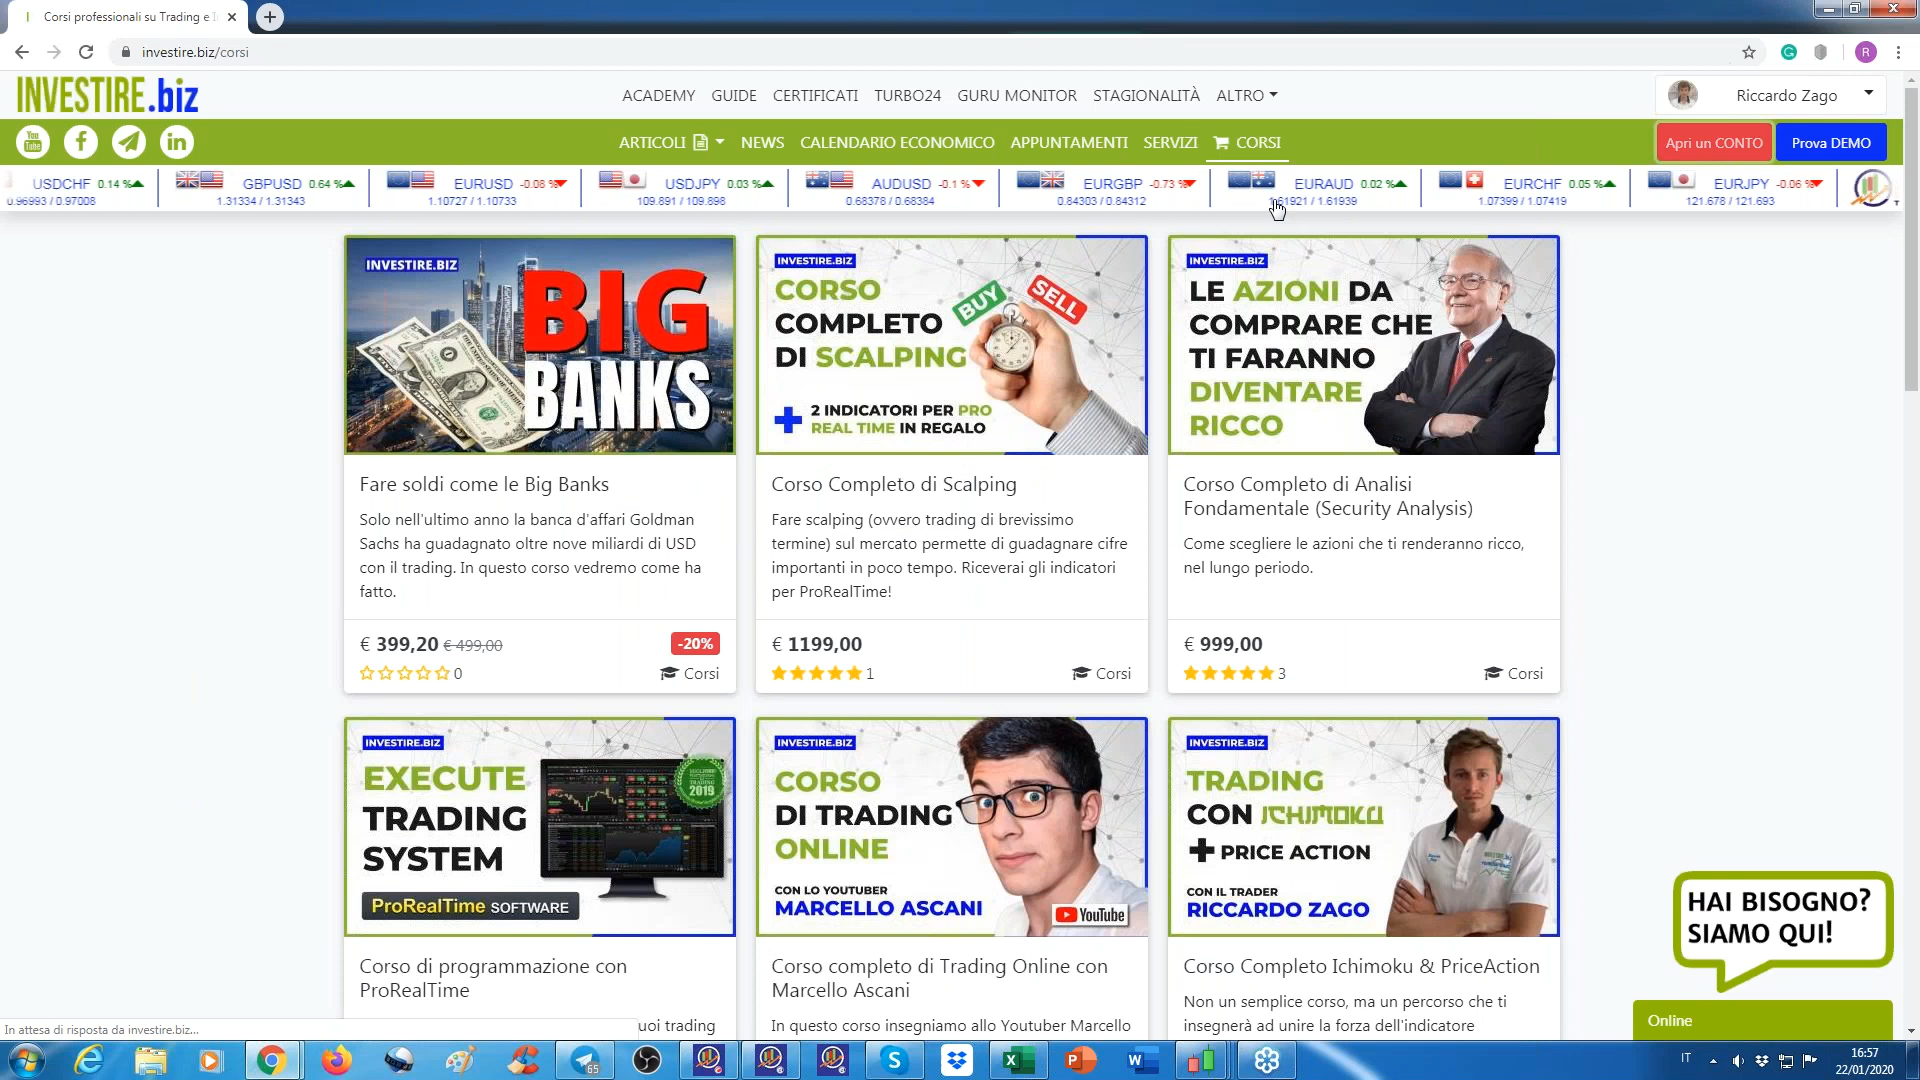 Corsi professionali su Trading e I
investire.biz/corsi
R
INVESTIRE.biz
ACADEMY GUIDE CERTIFICATI TURBO24 GURU MONITOR STAGIONALITÀ ALTRO
Riccardo Zago
You Tube
f
in
ARTICOLI NEWS CALENDARIO ECONOMICO APPUNTAMENTI SERVIZI CORSI
Apri un CONTO
Prova DEMO
USDCHF 0.14 %
0.96993 / 0.97008
GBPUSD 0.64 %
1.31334 / 1.31343
EURUSD -0.08 %
1.10727 / 1.10733
USDJPY 0.03 %
109.891 / 109.898
AUDUSD -0.1 %
0.68378 / 0.68384
EURGBP -0.73 %
0.84303 / 0.84312
EURAUD 0.02 %
1.61921 / 1.61939
EURCHF 0.05 %
1.07399 / 1.07419
EURJPY -0.06 %
121.678 / 121.693
INVESTIRE.BIZ
BIG
BANKS
Fare soldi come le Big Banks
Solo nell'ultimo anno la banca d'affari Goldman
Sachs ha guadagnato oltre nove miliardi di USD
con il trading. In questo corso vedremo come ha
fatto.
€ 399,20 € 499,00 -20%
0 Corsi
INVESTIRE.BIZ
CORSO
COMPLETO
DI SCALPING
BUY
SELL
+ 2 INDICATORI PER PRO
REAL TIME IN REGALO
Corso Completo di Scalping
Fare scalping (ovvero trading di brevissimo
termine) sul mercato permette di guadagnare cifre
importanti in poco tempo. Riceverai gli indicatori
per ProRealTime!
€ 1199,00
1 Corsi
INVESTIRE.BIZ
LE AZIONI DA
COMPRARE CHE
TI FARANNO
DIVENTARE
RICCO
Corso Completo di Analisi
Fondamentale (Security Analysis)
Come scegliere le azioni che ti renderanno ricco,
nel lungo periodo.
€ 999,00
3 Corsi
INVESTIRE.BIZ
EXECUTE
TRADING
SYSTEM
ProRealTime SOFTWARE
2019
Corso di programmazione con
ProRealTime
uoi trading
INVESTIRE.BIZ
CORSO
DI TRADING
ONLINE
CON LO YOUTUBER
MARCELLO ASCANI
YouTube
Corso completo di Trading Online con
Marcello Ascani
In questo corso insegniamo allo Youtuber Marcello
INVESTIRE.BIZ
TRADING
CON ICHIMOKU
+ PRICE ACTION
CON IL TRADER
RICCARDO ZAGO
Corso Completo Ichimoku & PriceAction
Non un semplice corso, ma un percorso che ti
insegnerà ad unire la forza dell'indicatore
HAI BISOGNO?
SIAMO QUI!
Online
In attesa di risposta da investire.biz...
65
IT
16:57
22/01/2020